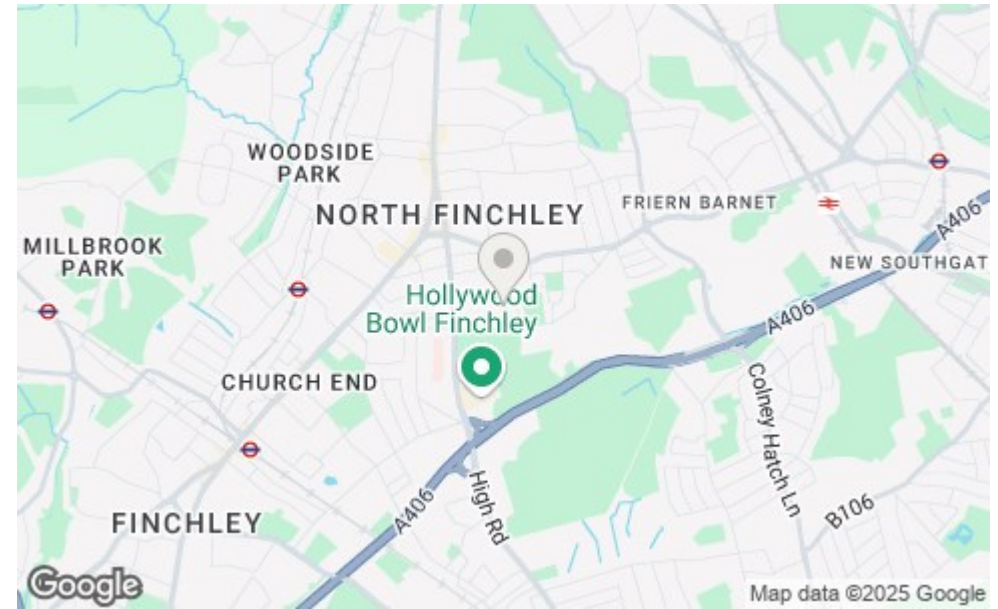 WOODSIDE
PARK
NORTH FINCHLEY
FRIERN BARNET
A406
MILLBROOK
PARK
NEW SOUTHGAT
Hollywood
Bowl Finchley
A406
CHURCH END
Colney Hatch Ln
High Rd
A406
B106
FINCHLEY
Google
Map data ©2025 Google